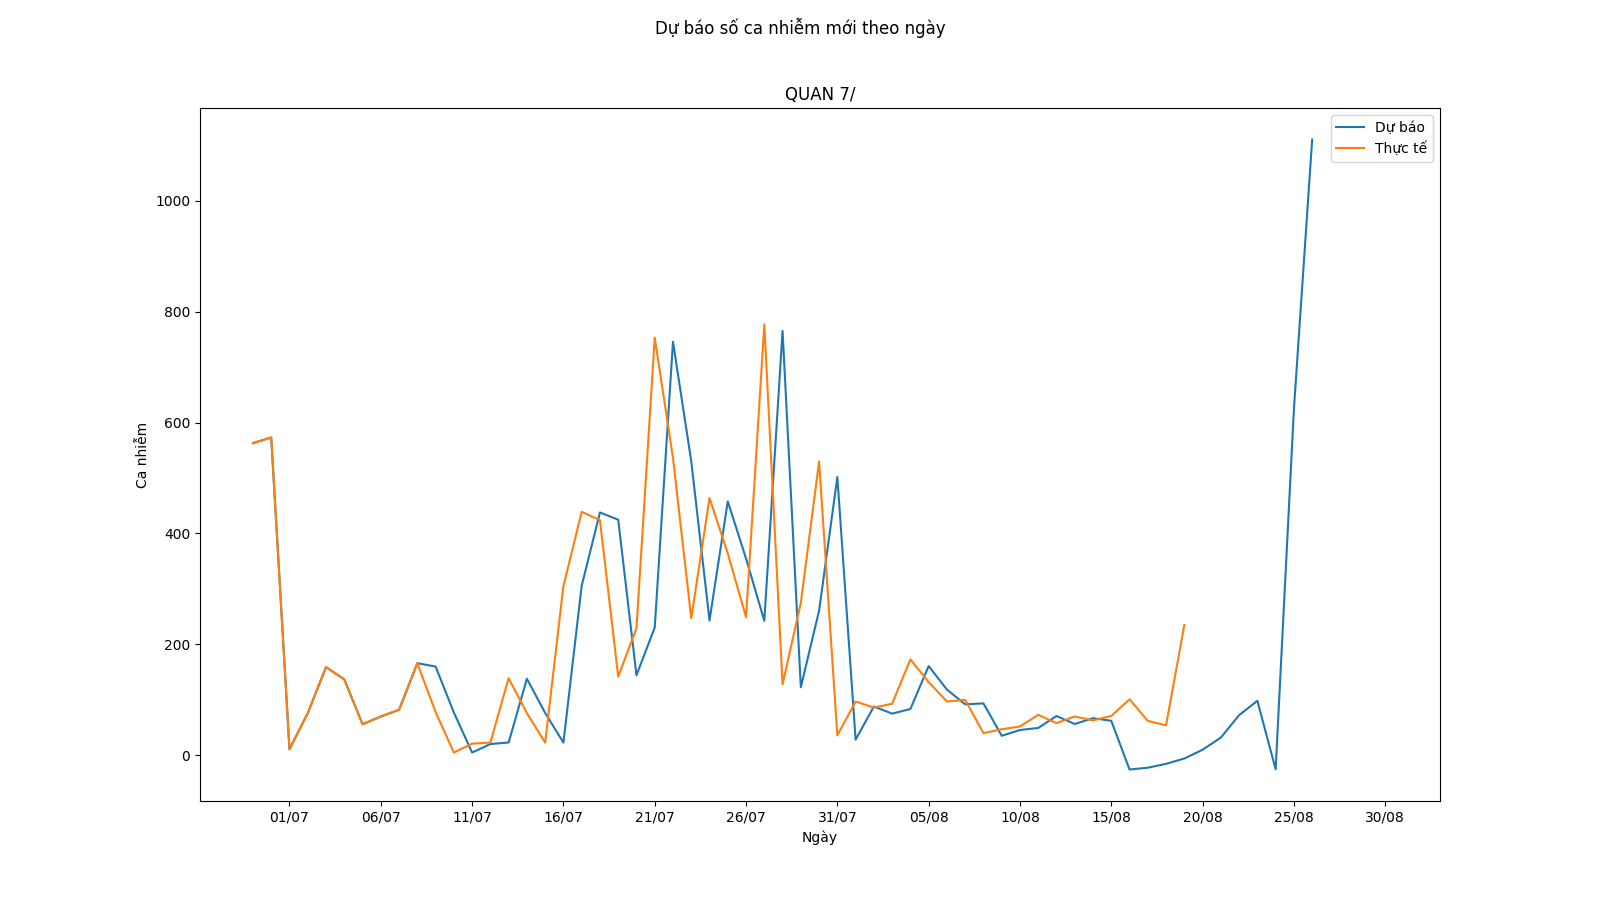 Dự báo số ca nhiễm mới theo ngày
QUAN 7/
Dự báo
Thực tế
1000
800
600
400
200
0
Ca nhiễm
01/07 06/07 11/07 16/07 21/07 26/07 31/07 05/08 10/08 15/08 20/08 25/08 30/08
Ngày